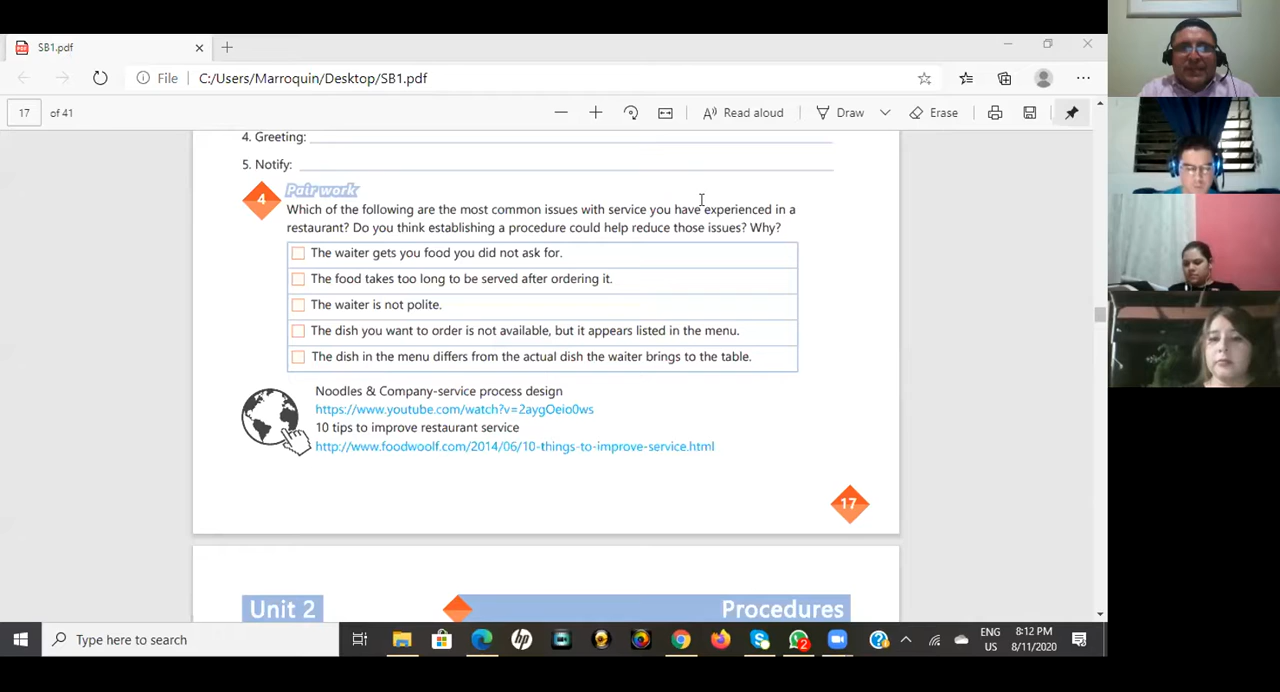 SB1.pdf
File C:/Users/Marroquin/Desktop/SB1.pdf
17 of 41
Read aloud
Draw
Erase
4. Greeting:
5. Notify:
4
Pair work
Which of the following are the most common issues with service you have experienced in a
restaurant? Do you think establishing a procedure could help reduce those issues? Why?
The waiter gets you food you did not ask for.
The food takes too long to be served after ordering it.
The waiter is not polite.
The dish you want to order is not available, but it appears listed in the menu.
The dish in the menu differs from the actual dish the waiter brings to the table.
Noodles & Company-service process design
https://www.youtube.com/watch?v=2aygOeio0ws
10 tips to improve restaurant service
http://www.foodwoolf.com/2014/06/10-things-to-improve-service.html
17
Unit 2
Procedures
Type here to search
hp
2
ENG
US
8:12 PM
8/11/2020